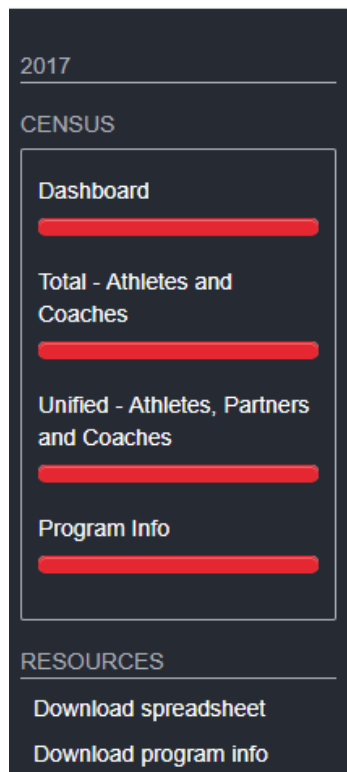 2017
CENSUS
Dashboard
Total - Athletes and
Coaches
Unified - Athletes, Partners
and Coaches
Program Info
RESOURCES
Download spreadsheet
Download program info